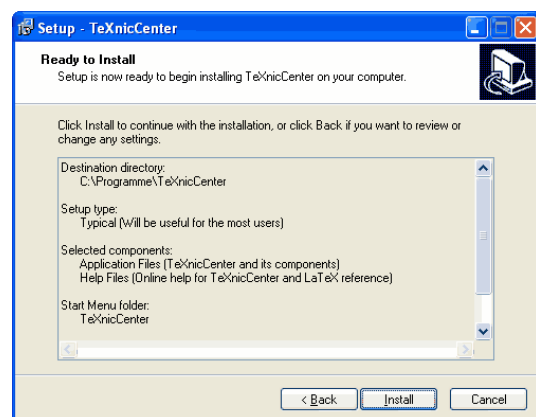 Setup - TeXnicCenter
Ready to Install
Setup is now ready to begin installing TeXnicCenter on your computer.
Click Install to continue with the installation, or click Back if you want to review or
change any settings.
Destination directory:
C:\Programme\TeXnicCenter
Setup type:
Typical (Will be useful for the most users)
Selected components:
Application Files (TeXnicCenter and its components)
Help Files (Online help for TeXnicCenter and LaTeX reference)
Start Menu folder:
TeXnicCenter
< Back
Install
Cancel